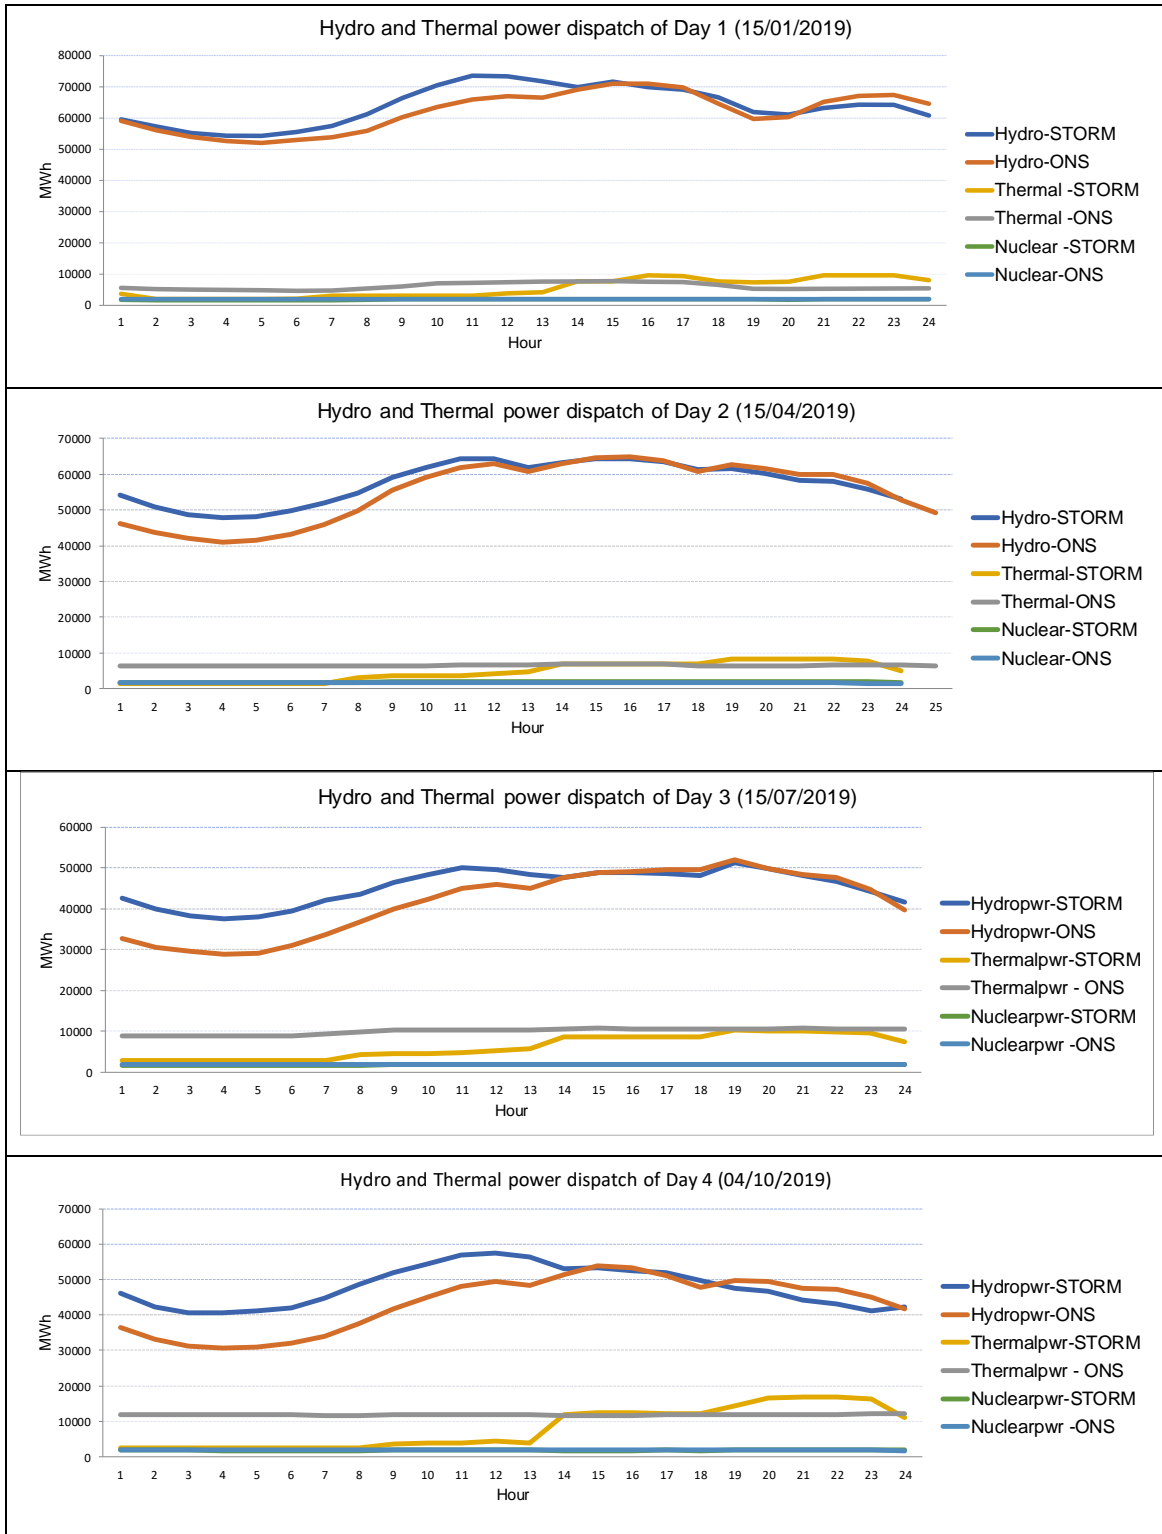 Hydro and Thermal power dispatch of Day 1 (15/01/2019)
80000
70000
60000
50000
40000
30000
20000
10000
0
MWh
1 2 3 4 5 6 7 8 9 10 11 12 13 14 15 16 17 18 19 20 21 22 23 24
Hour
Hydro-STORM
Hydro-ONS
Thermal -STORM
Thermal -ONS
Nuclear -STORM
Nuclear-ONS
Hydro and Thermal power dispatch of Day 2 (15/04/2019)
70000
60000
50000
40000
30000
20000
10000
0
MWh
1 2 3 4 5 6 7 8 9 10 11 12 13 14 15 16 17 18 19 20 21 22 23 24 25
Hour
Hydro-STORM
Hydro-ONS
Thermal-STORM
Thermal-ONS
Nuclear-STORM
Nuclear-ONS
Hydro and Thermal power dispatch of Day 3 (15/07/2019)
60000
50000
40000
30000
20000
10000
0
MWh
1 2 3 4 5 6 7 8 9 10 11 12 13 14 15 16 17 18 19 20 21 22 23 24
Hour
Hydropwr-STORM
Hydropwr-ONS
Thermalpwr-STORM
Thermalpwr - ONS
Nuclearpwr-STORM
Nuclearpwr -ONS
Hydro and Thermal power dispatch of Day 4 (04/10/2019)
70000
60000
50000
40000
30000
20000
10000
0
MWh
1 2 3 4 5 6 7 8 9 10 11 12 13 14 15 16 17 18 19 20 21 22 23 24
Hour
Hydropwr-STORM
Hydropwr-ONS
Thermalpwr-STORM
Thermalpwr - ONS
Nuclearpwr-STORM
Nuclearpwr -ONS